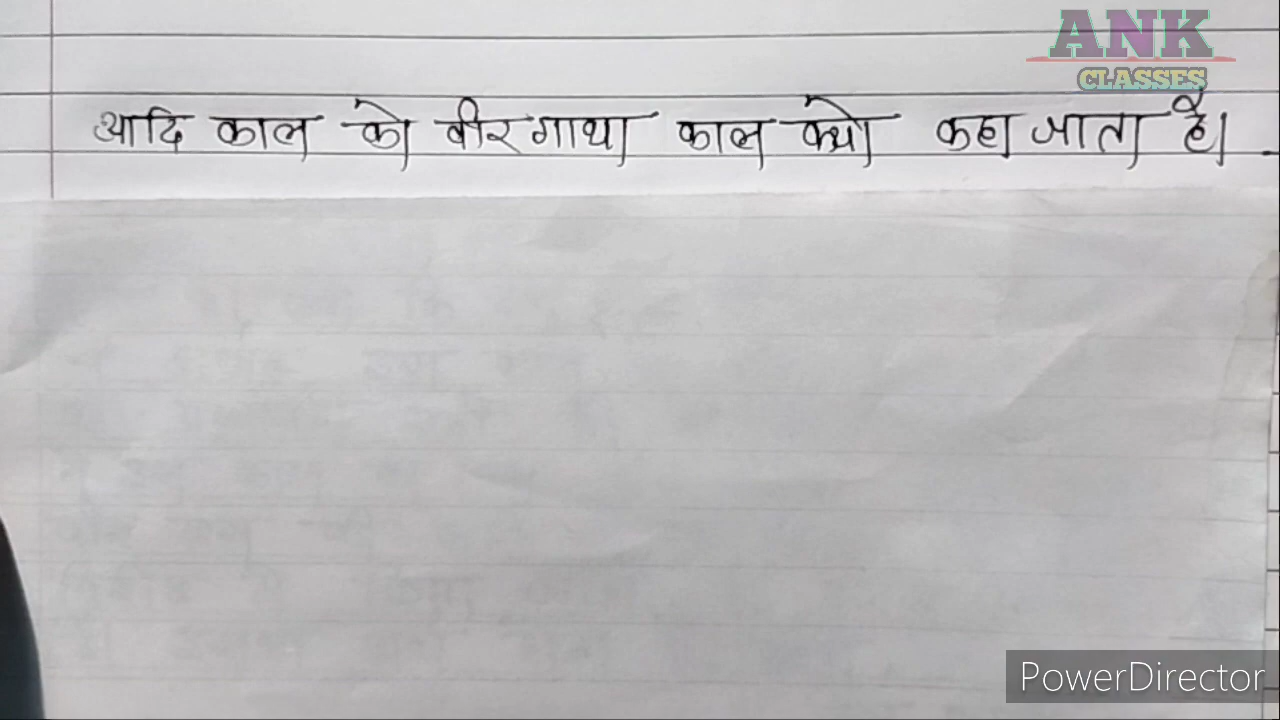 ANK
CLASSES
आदि काल को वीरगाथा काल क्यो कहा जाता है।
PowerDirector